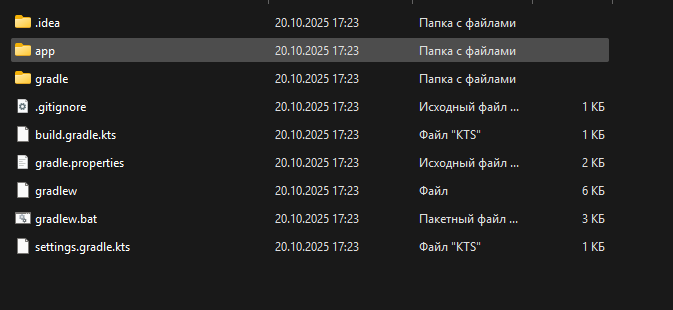 .idea 20.10.2025 17:23 Папка с файлами
app 20.10.2025 17:23 Папка с файлами
gradle 20.10.2025 17:23 Папка с файлами
.gitignore 20.10.2025 17:23 Исходный файл ... 1 КБ
build.gradle.kts 20.10.2025 17:23 Файл "KTS" 1 КБ
gradle.properties 20.10.2025 17:23 Исходный файл ... 2 КБ
gradlew 20.10.2025 17:23 Файл 6 КБ
gradlew.bat 20.10.2025 17:23 Пакетный файл ... 3 КБ
settings.gradle.kts 20.10.2025 17:23 Файл "KTS" 1 КБ